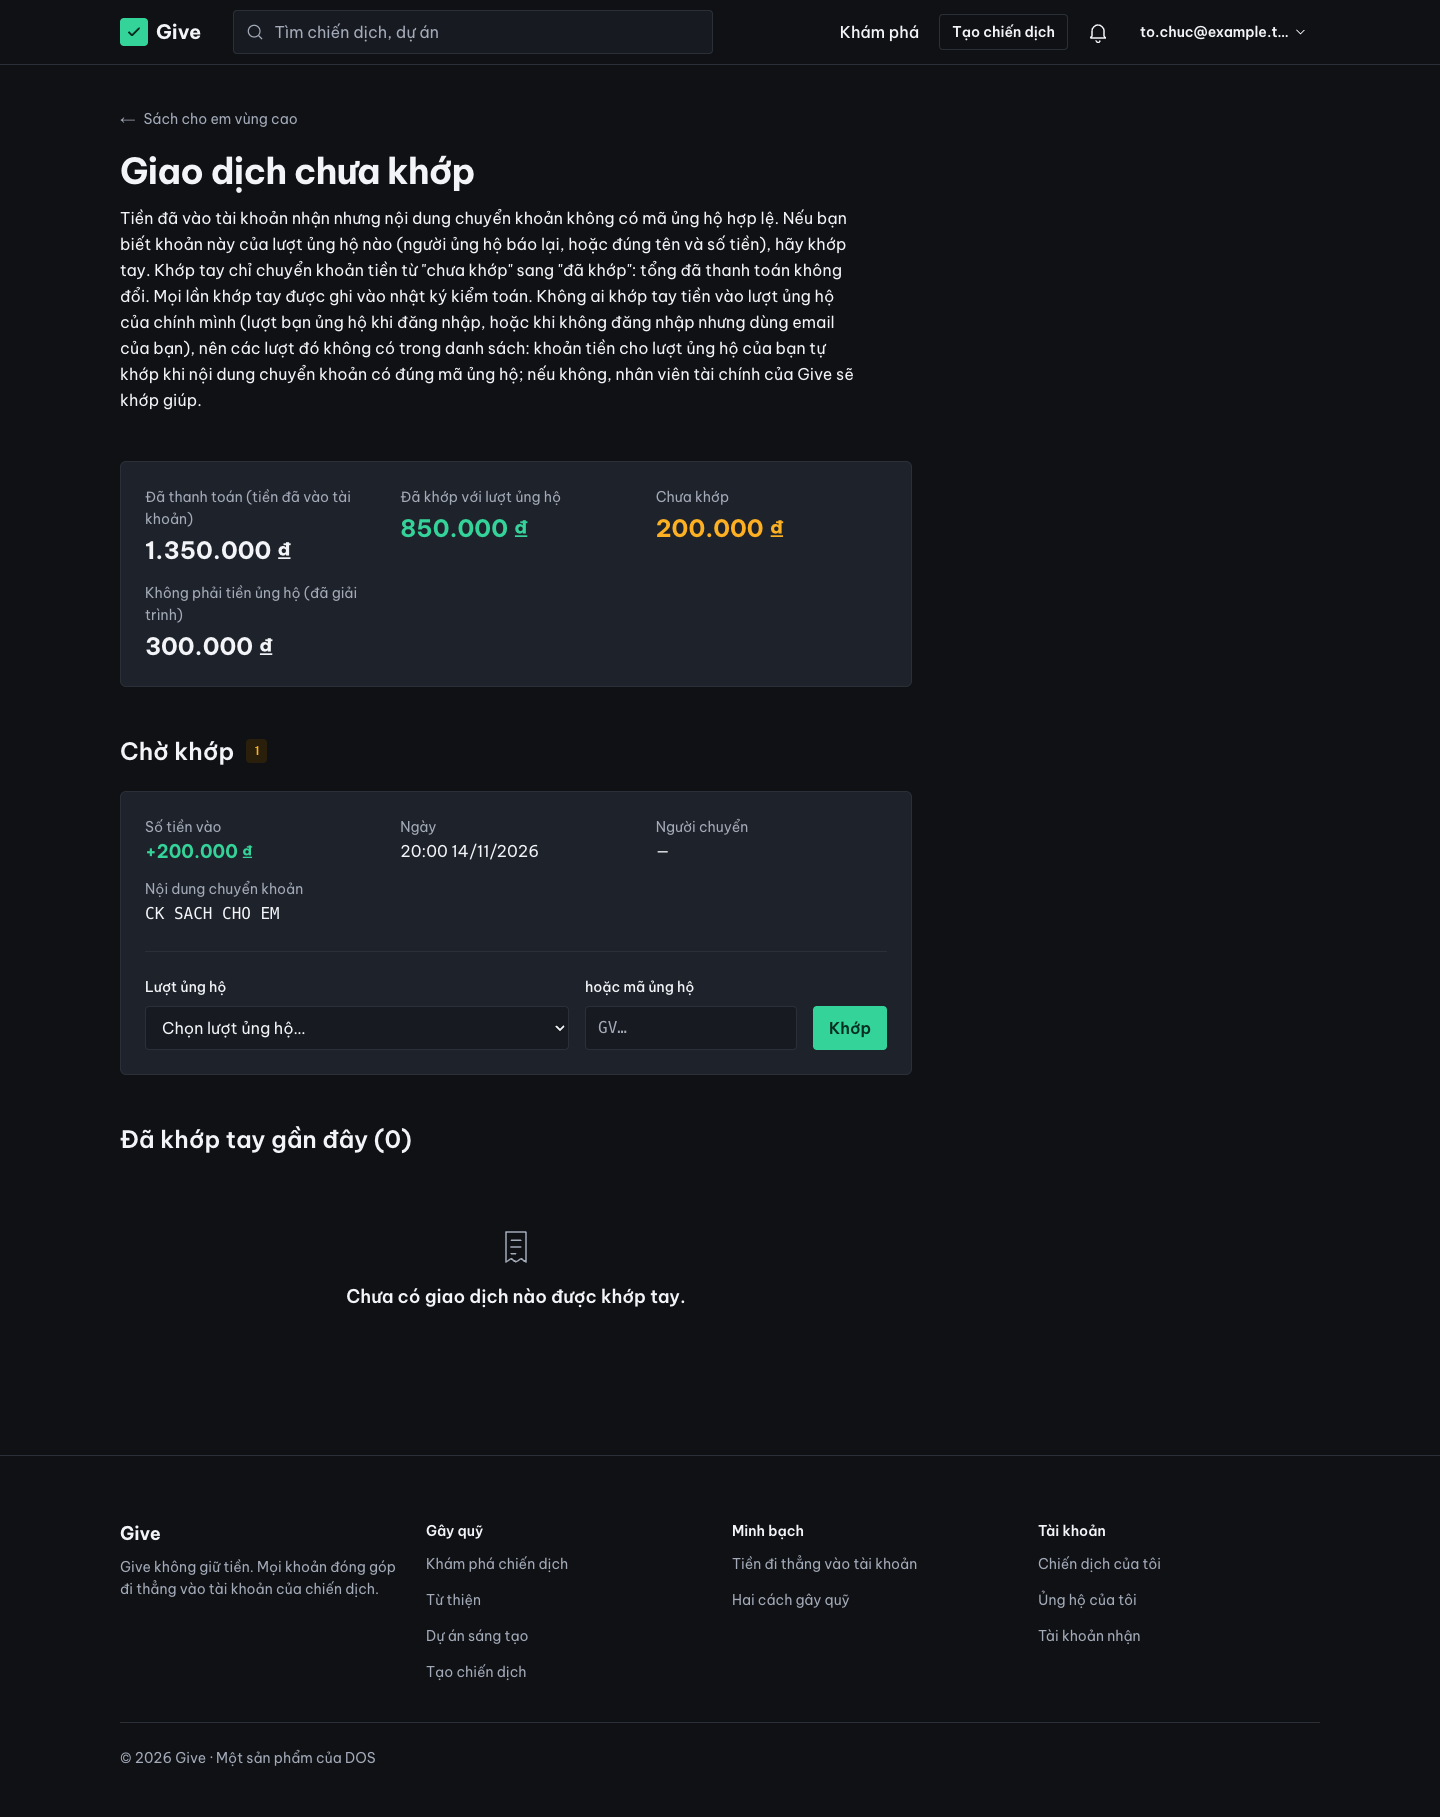 Give
Tìm chiến dịch, dự án
Khám phá
Tạo chiến dịch
to.chuc@example.t...
← Sách cho em vùng cao
Giao dịch chưa khớp
Tiền đã vào tài khoản nhận nhưng nội dung chuyển khoản không có mã ủng hộ hợp lệ. Nếu bạn
biết khoản này của lượt ủng hộ nào (người ủng hộ báo lại, hoặc đúng tên và số tiền), hãy khớp
tay. Khớp tay chỉ chuyển khoản tiền từ "chưa khớp" sang "đã khớp": tổng đã thanh toán không
đổi. Mọi lần khớp tay được ghi vào nhật ký kiểm toán. Không ai khớp tay tiền vào lượt ủng hộ
của chính mình (lượt bạn ủng hộ khi đăng nhập, hoặc khi không đăng nhập nhưng dùng email
của bạn), nên các lượt đó không có trong danh sách: khoản tiền cho lượt ủng hộ của bạn tự
khớp khi nội dung chuyển khoản có đúng mã ủng hộ; nếu không, nhân viên tài chính của Give sẽ
khớp giúp.
Đã thanh toán (tiền đã vào tài
khoản)
1.350.000 ₫
Đã khớp với lượt ủng hộ
850.000 ₫
Chưa khớp
200.000 ₫
Không phải tiền ủng hộ (đã giải
trình)
300.000 ₫
Chờ khớp 1
Số tiền vào
+200.000 ₫
Ngày
20:00 14/11/2026
Người chuyển
—
Nội dung chuyển khoản
CK SACH CHO EM
Lượt ủng hộ
Chọn lượt ủng hộ...
hoặc mã ủng hộ
GV…
Khớp
Đã khớp tay gần đây (0)
Chưa có giao dịch nào được khớp tay.
Give
Give không giữ tiền. Mọi khoản đóng góp
đi thẳng vào tài khoản của chiến dịch.
Gây quỹ
Khám phá chiến dịch
Từ thiện
Dự án sáng tạo
Tạo chiến dịch
Minh bạch
Tiền đi thẳng vào tài khoản
Hai cách gây quỹ
Tài khoản
Chiến dịch của tôi
Ủng hộ của tôi
Tài khoản nhận
© 2026 Give · Một sản phẩm của DOS